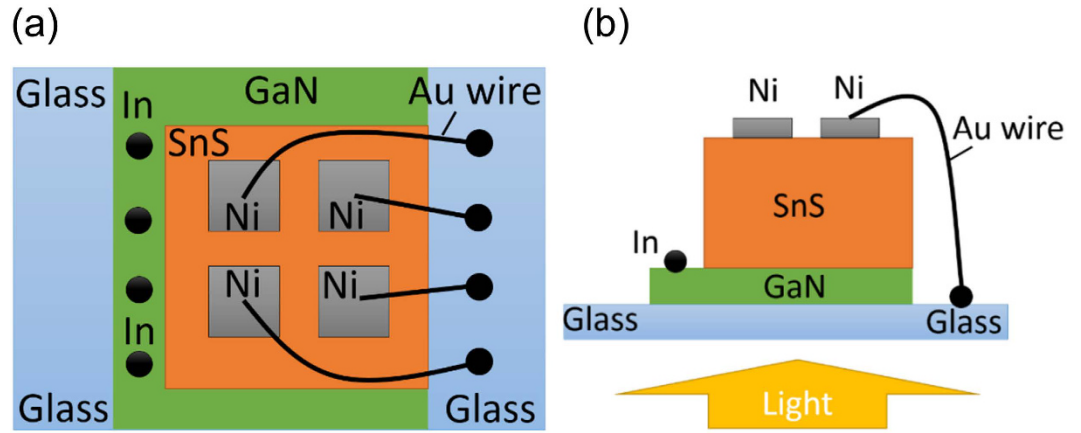 (a)
Glass
GaN
Au wire
In
SnS
Ni
Ni
Ni
Ni
In
Glass
Glass
(b)
Ni
Ni
Au wire
SnS
In
GaN
Glass
Glass
Light